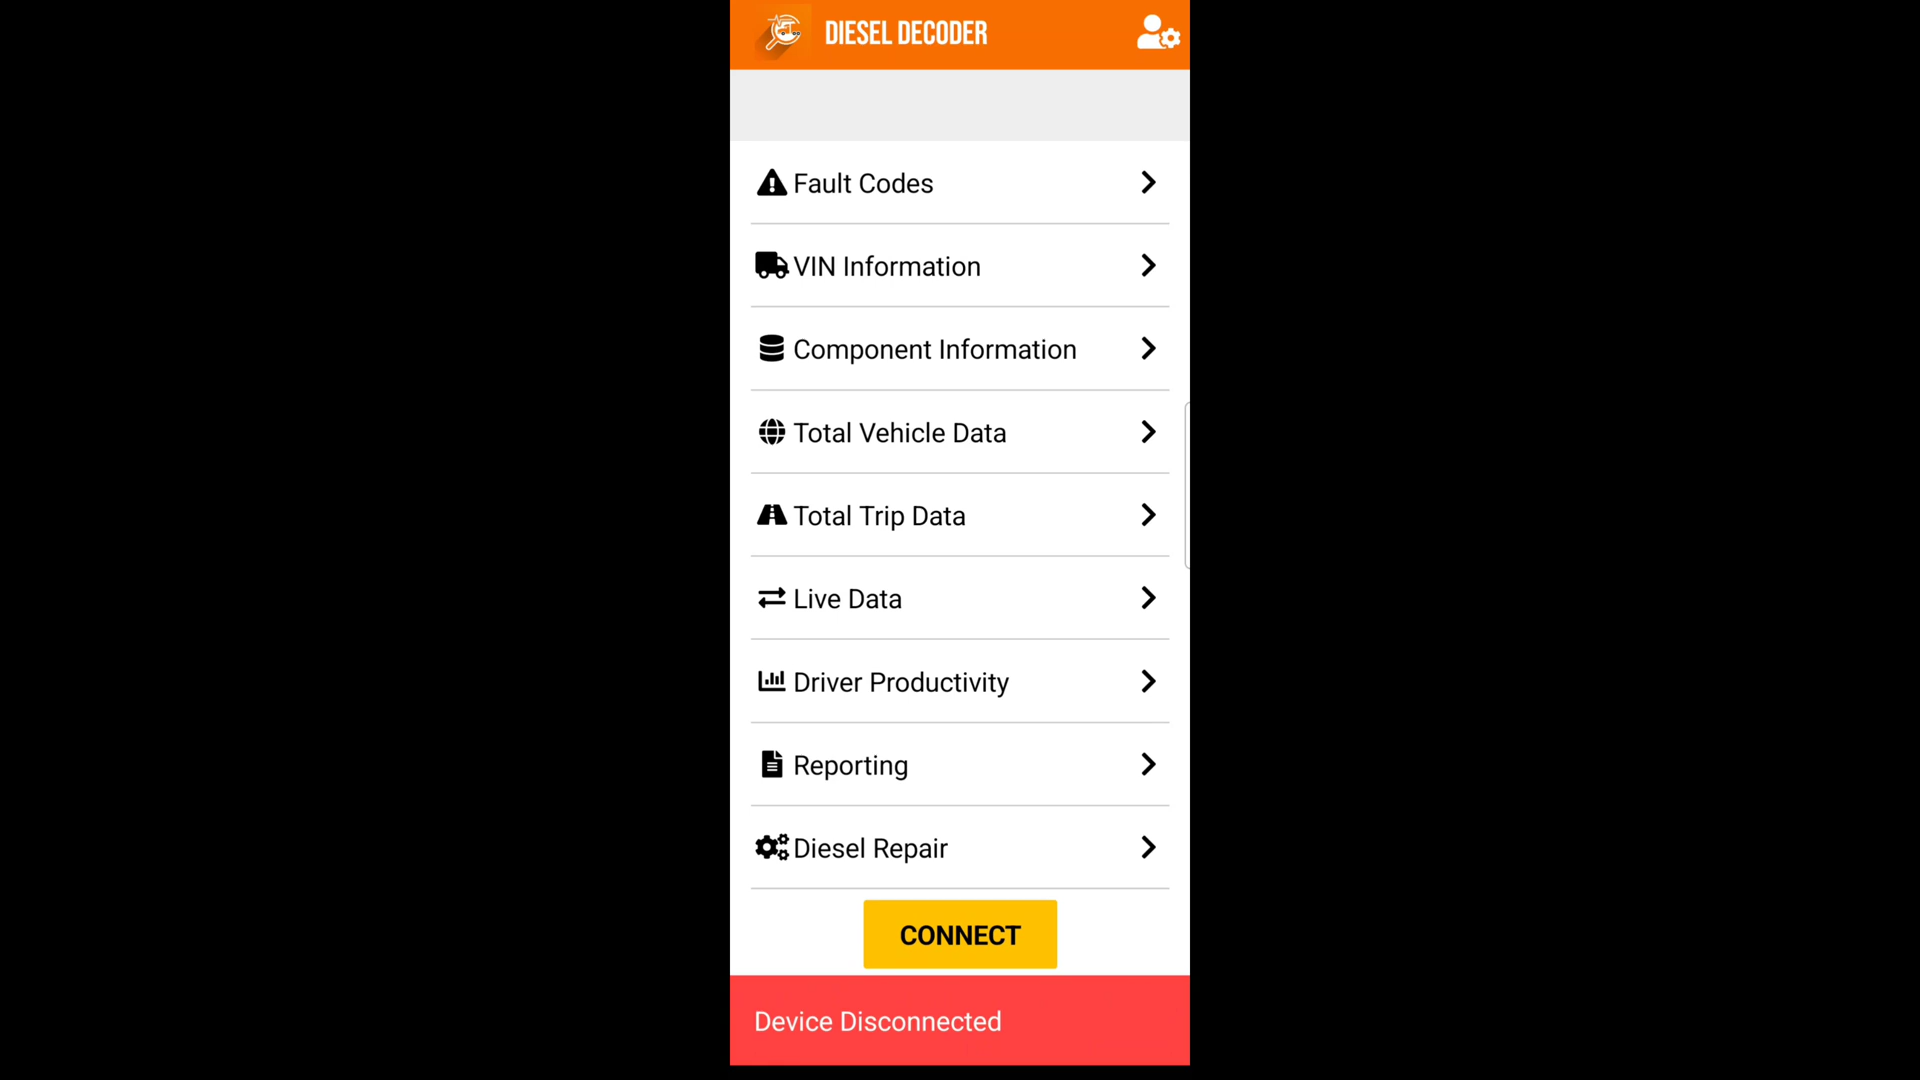 DIESEL DECODER
Fault Codes
VIN Information
Component Information
Total Vehicle Data
Total Trip Data
Live Data
Driver Productivity
Reporting
Diesel Repair
CONNECT
Device Disconnected